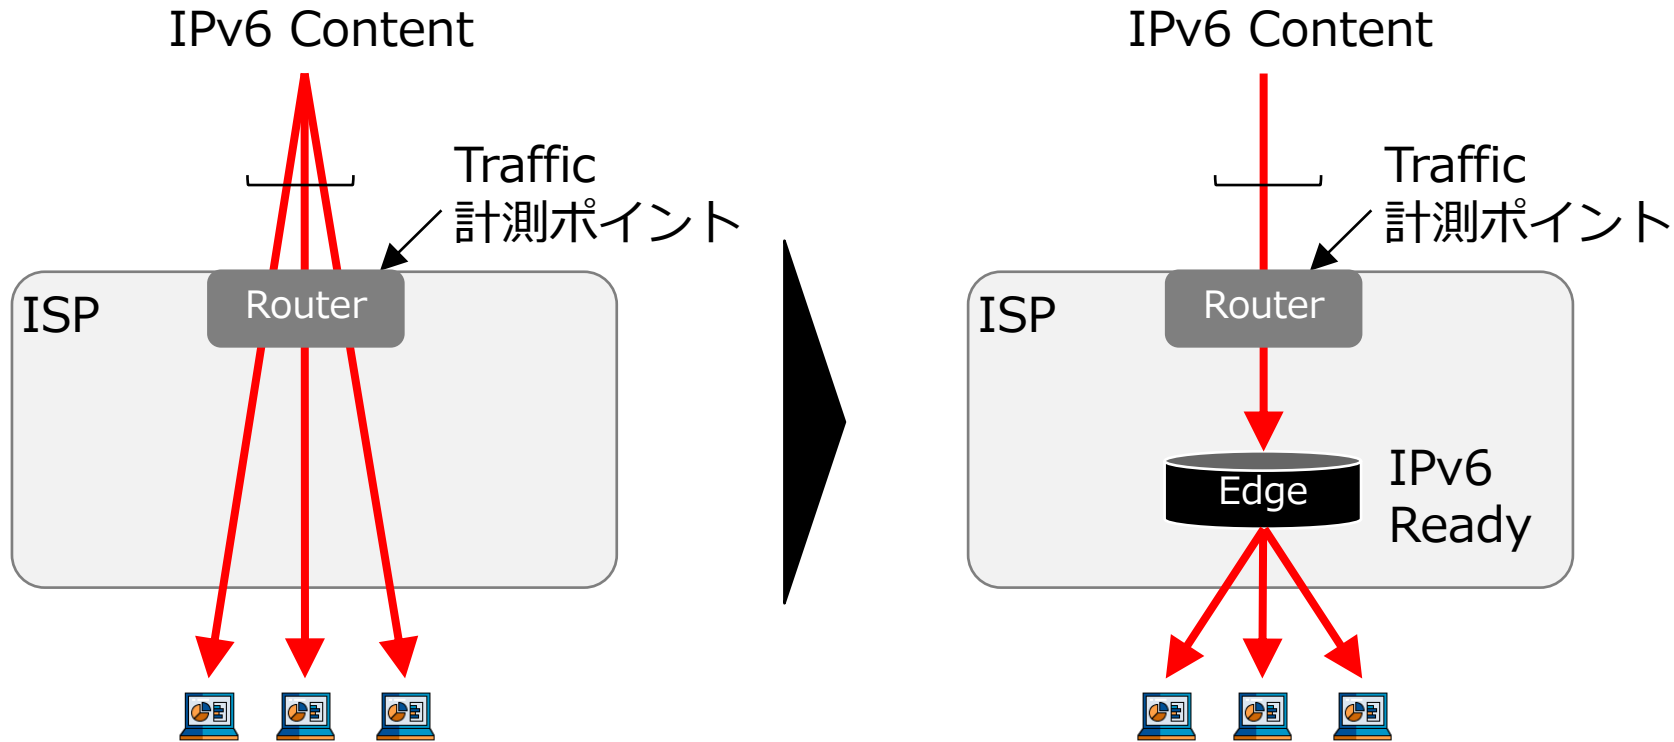 IPv6 Content
Traffic
計測ポイント
ISP
Router
IPv6 Content
Traffic
計測ポイント
ISP
Router
Edge
IPv6
Ready